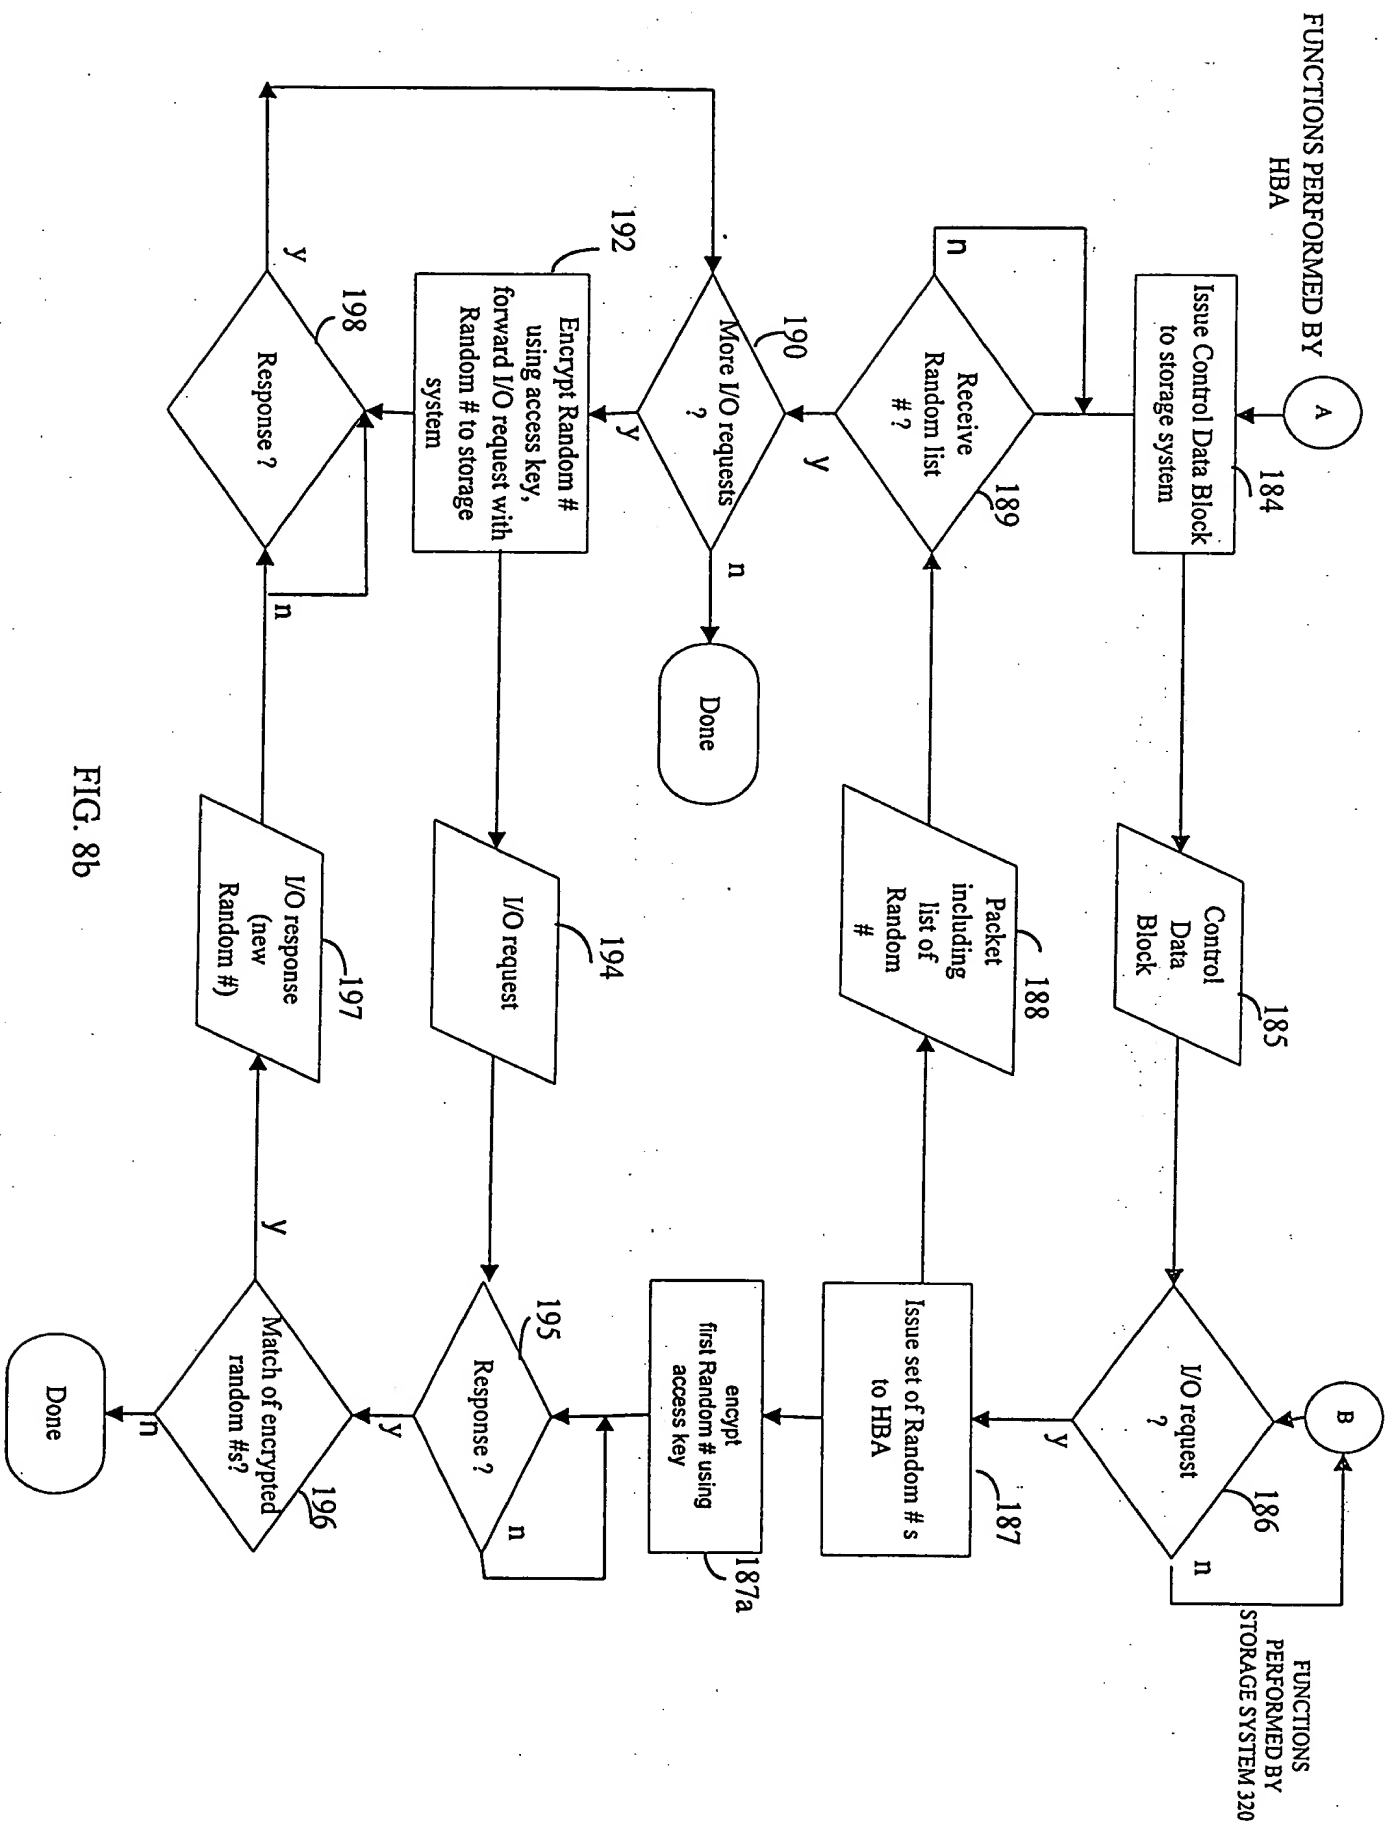 FUNCTIONS PERFORMED BY
HBA
A
184
Issue Control Data Block
to storage system
185
Control
Data
Block
B
FUNCTIONS
PERFORMED BY
STORAGE SYSTEM 320
186
I/O request
?
n
y
n
Receive
Random list
# ?
189
y
188
Packet
including
list of
Random
#
187
Issue set of Random # s
to HBA
190
More I/O requests
?
n
y
Done
187a
encypt
first Random # using
access key
192
Encrypt Random #
using access key,
forward I/O request with
Random # to storage
system
194
I/O request
195
Response ?
n
y
198
Response ?
y
n
197
I/O response
(new
Random #)
196
Match of encrypted
random #s?
y
n
Done
FIG. 8b